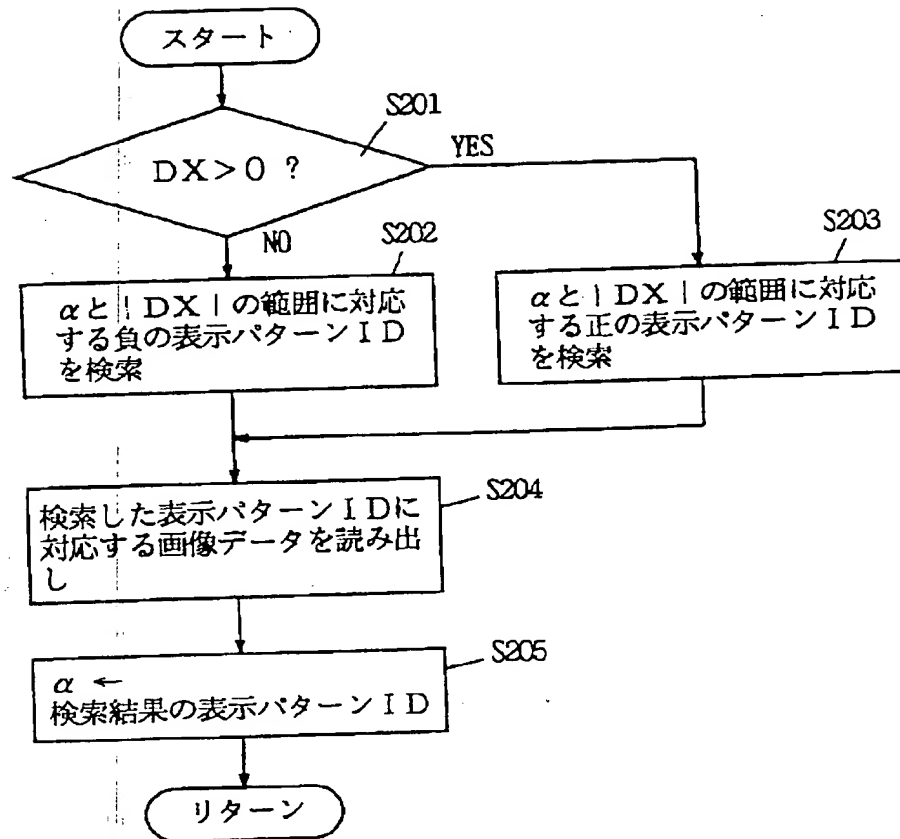 スタート
S201
DX>0 ?
YES
NO
S202
αと|DX|の範囲に対応
する負の表示パターンID
を検索
S203
αと|DX|の範囲に対応
する正の表示パターンID
を検索
S204
検索した表示パターンIDに
対応する画像データを読み出
し
S205
α ←
検索結果の表示パターンID
リターン